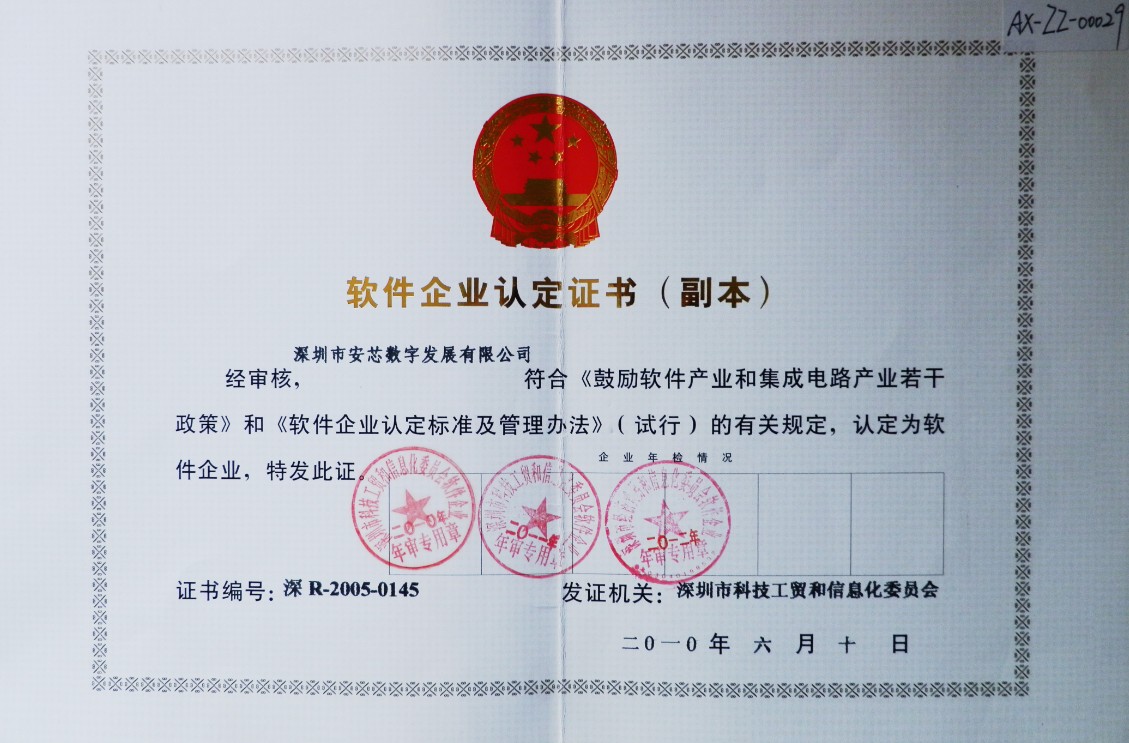 AX-ZZ-00029
软件企业认定证书（副本）
深圳市安芯数字发展有限公司
经审核，符合《鼓励软件产业和集成电路产业若干
政策》和《软件企业认定标准及管理办法》（试行）的有关规定，认定为软
件企业，特发此证。
企业年检情况
二〇一〇年
年审专用章
二〇一一年
年审专用
二〇一二年
年审专用章
证书编号：深 R-2005-0145
发证机关：深圳市科技工贸和信息化委员会
二0一0 年 六 月 十 日